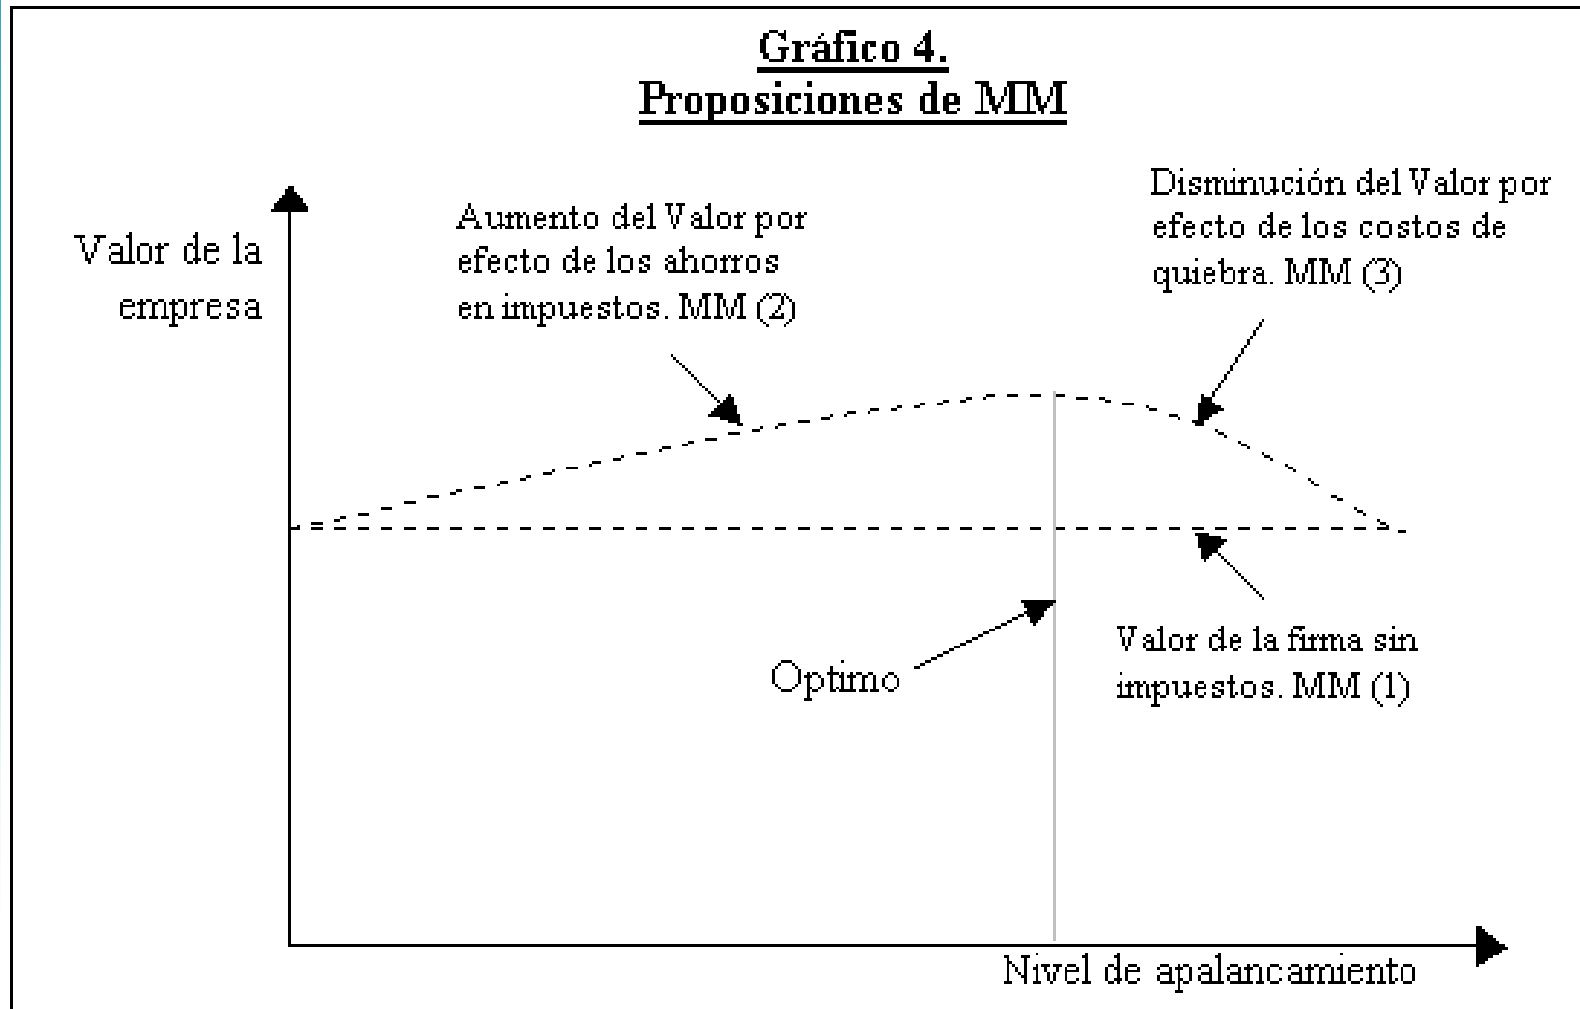 Gráfico 4.
Proposiciones de MM
Valor de la
empresa
Aumento del Valor por
efecto de los ahorros
en impuestos. MM (2)
Disminución del Valor por
efecto de los costos de
quiebra. MM (3)
Optimo
Valor de la firma sin
impuestos. MM (1)
Nivel de apalancamiento